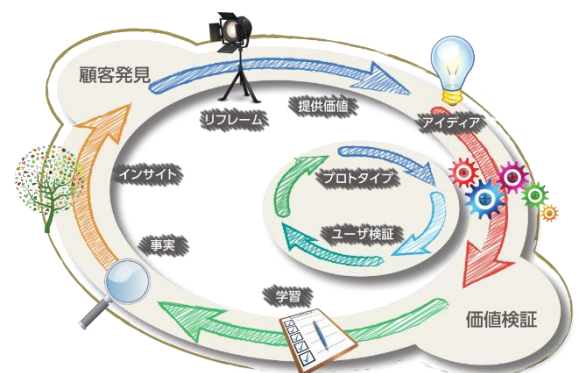 顧客発見
リフレーム
提供価値
アイディア
インサイト
プロトタイプ
ユーザ検証
事実
学習
価値検証